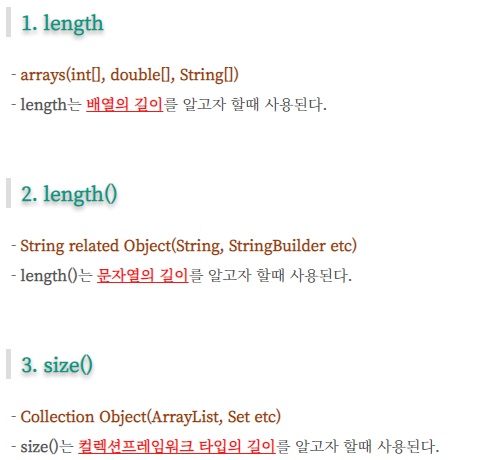 1. length
- arrays(int[], double[], String[])
- length는 배열의 길이를 알고자 할때 사용된다.
2. length()
- String related Object(String, StringBuilder etc)
- length()는 문자열의 길이를 알고자 할때 사용된다.
3. size()
- Collection Object(ArrayList, Set etc)
- size()는 컬렉션프레임워크 타입의 길이를 알고자 할때 사용된다.